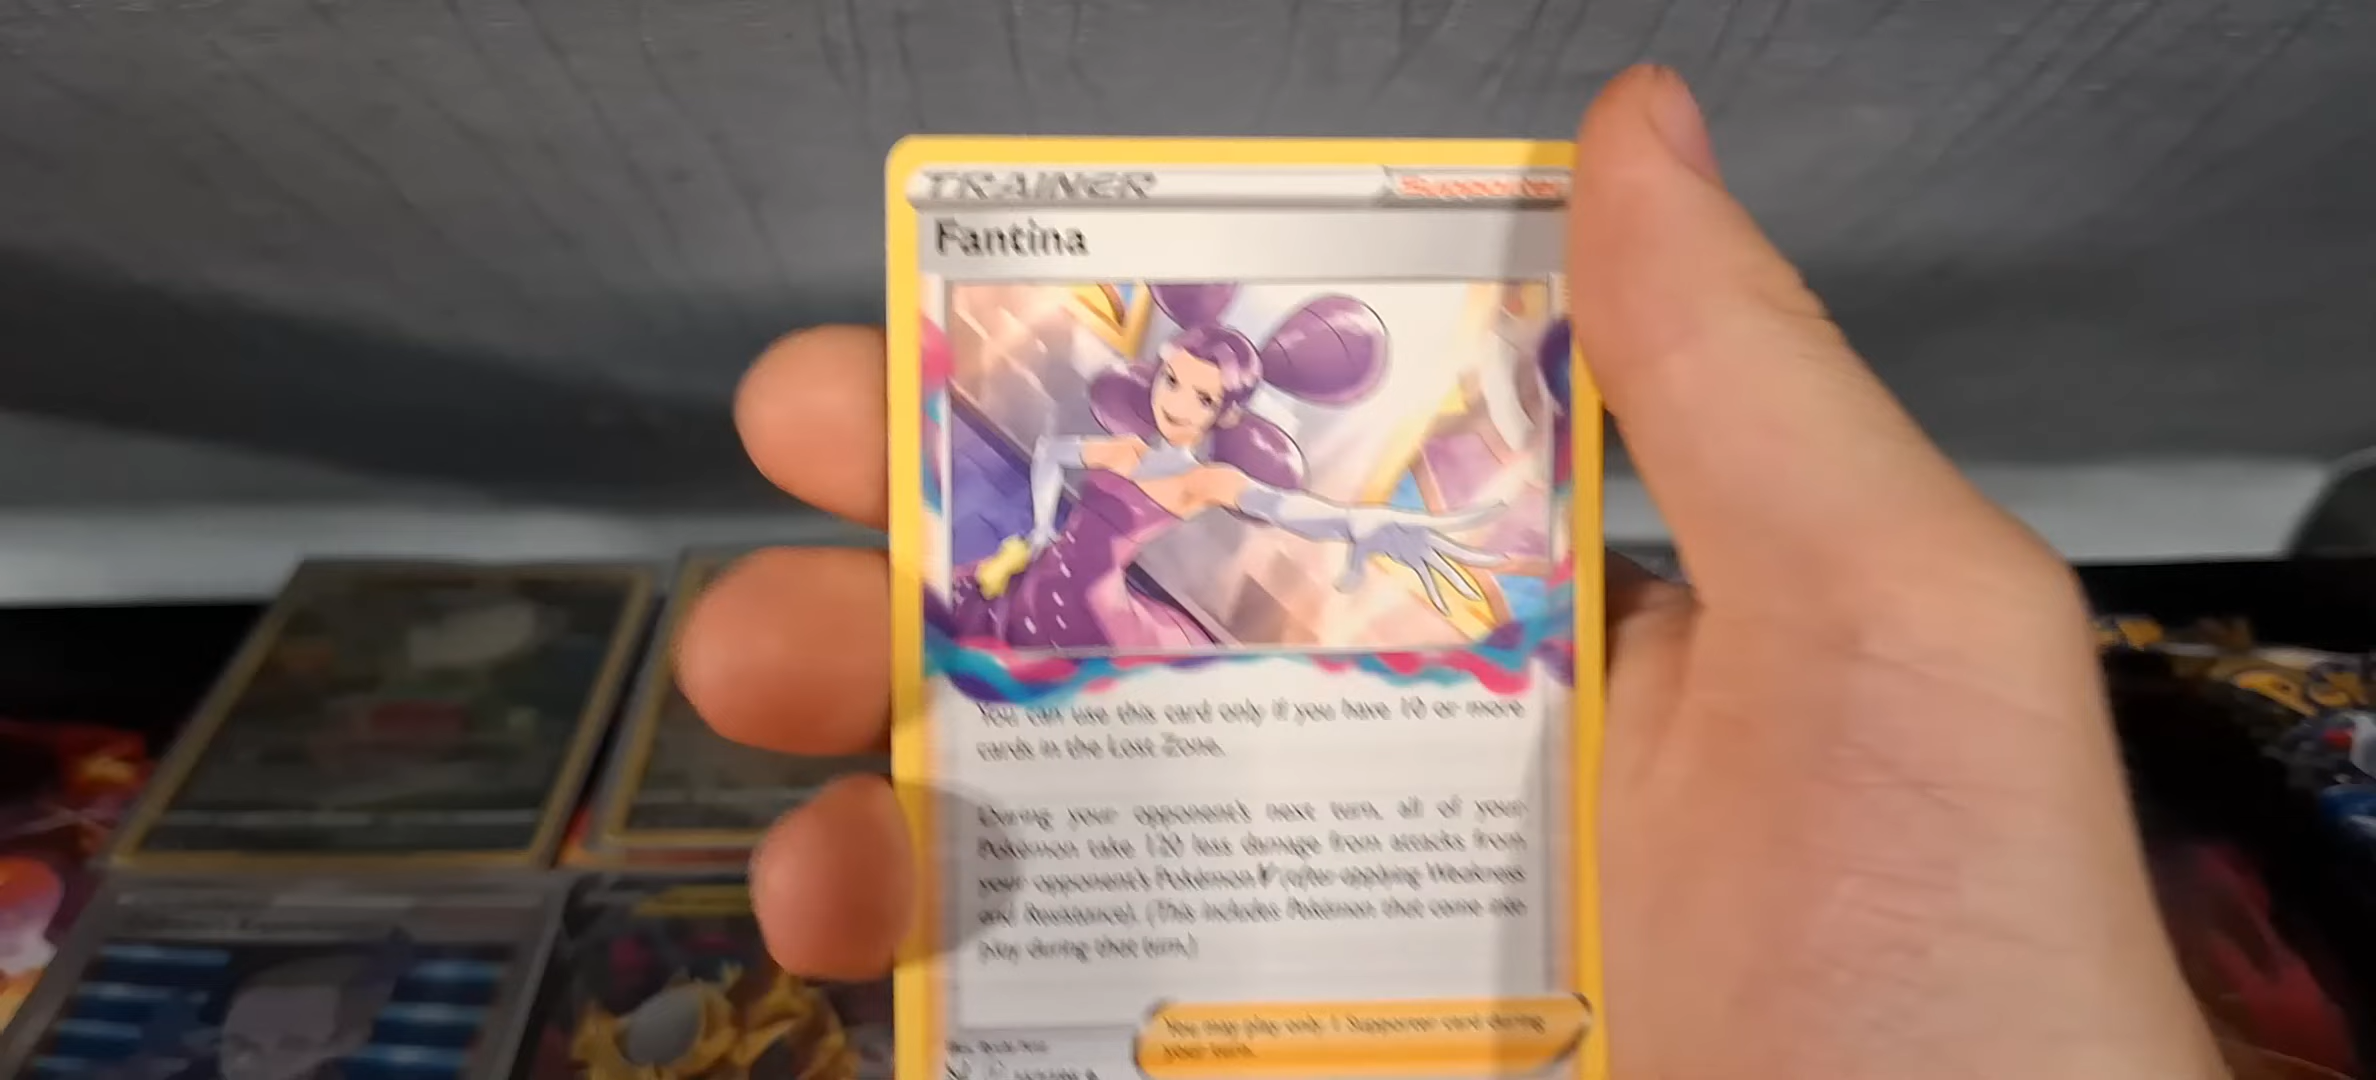 TRAINER Supporter
Fantina
You can use this card only if you have 10 or more
cards in the Lost Zone.
During your opponent's next turn, all of your
Pokémon take 120 less damage from attacks from
your opponent's Pokémon V (after applying Weakness
and Resistance). (This includes Pokémon that come into
play during that turn.)
You may play only 1 Supporter card during
your turn.